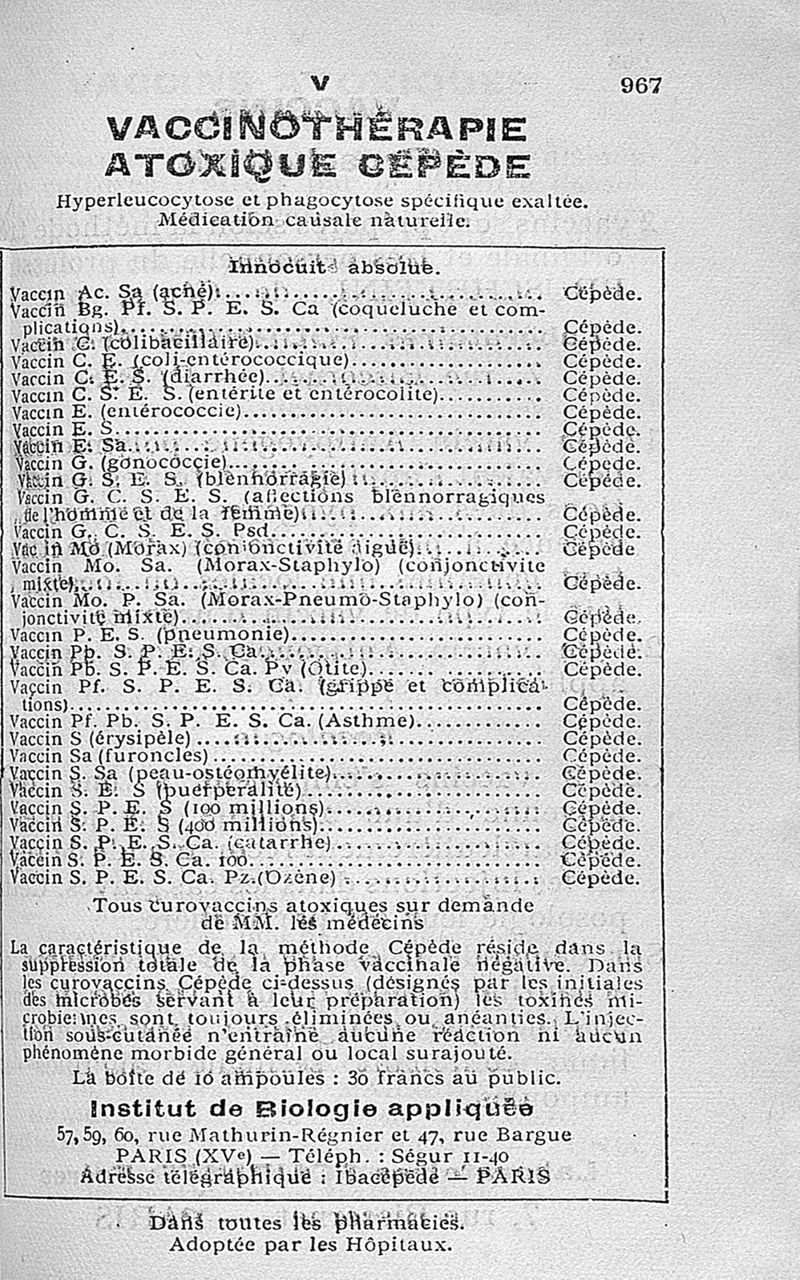 V 967
VACCINOTHÉRAPIE
ATOXIQUE CÉPÈDE
Hyperleucocytose et phagocytose spécifique exaltée.
Médication causale naturelle.
Innocuité absolue.
Vaccin Ac. Sa (acné)........ Cépède.
Vaccin Bg. Pf. S. P. E. S. Ca (coqueluche et com-
plications)........ Cépède.
Vaccin C. (colibacillaire)........ Cépède.
Vaccin C. E. (coli-entérococcique)........ Cépède.
Vaccin C. E. S. (diarrhée)........ Cépède.
Vaccin C. S. E. S. (entérite et entérocolite)........ Cépède.
Vaccin E. (entérococcie)........ Cépède.
Vaccin E. S........ Cépède.
Vaccin E. Sa........ Cépède.
Vaccin G. (gonococcie)........ Cépède.
Vaccin G. S. E. S. (blennorragie)........ Cépède.
Vaccin G. C. S. E. S. (affections blennorragiques
de l'homme et de la femme)........ Cépède.
Vaccin G. C. S. E. S. Psd........ Cépède.
Vaccin Mo (Morax) (conjonctivite aiguë)........ Cépède
Vaccin Mo. Sa. (Morax-Staphylo) (conjonctivite
mixte)........ Cépède.
Vaccin Mo. P. Sa. (Morax-Pneumo-Staphylo) (con-
jonctivité mixte)........ Cépède.
Vaccin P. E. S. (pneumonie)........ Cépède.
Vaccin Pb. S. P. E. S. Ca........ Cépède.
Vaccin Pb. S. P. E. S. Ca. Pv (Otite)........ Cépède.
Vaccin Pf. S. P. E. S. Ca. (grippe et complica-
tions)........ Cépède.
Vaccin Pf. Pb. S. P. E. S. Ca. (Asthme)........ Cépède.
Vaccin S (érysipèle)........ Cépède.
Vaccin Sa (furoncles)........ Cépède.
Vaccin S. Sa (peau-ostéomyélite)........ Cépède.
Vaccin S. E. S (puerpéralité)........ Cépède.
Vaccin S. P. E. S (100 millions)........ Cépède.
Vaccin S. P. E. S (400 millions)........ Cépède.
Vaccin S. P. E. S. Ca. (catarrhe)........ Cépède.
Vaccin S. P. E. S. Ca. 100........ Cépède.
Vaccin S. P. E. S. Ca. Pz. (Ozène)........ Cépède.
Tous curovaccins atoxiques sur demande
de MM. les médecins
La caractéristique de la méthode Cépède réside dans la
suppression totale de la phase vaccinale négative. Dans
les curovaccins Cépède ci-dessus (désignés par les initiales
des microbes servant à leur préparation) les toxines mi-
crobiennes sont toujours éliminées ou anéanties. L'injec-
tion sous-cutanée n'entraîne aucune réaction ni aucun
phénomène morbide général ou local surajouté.
La boîte de 10 ampoules : 30 francs au public.
Institut de Biologie appliquée
57, 59, 60, rue Mathurin-Régnier et 47, rue Bargue
PARIS (XVe) — Téléph. : Ségur 11-40
Adresse télégraphique : Ibacépède — PARIS
Dans toutes les pharmacies.
Adoptée par les Hôpitaux.